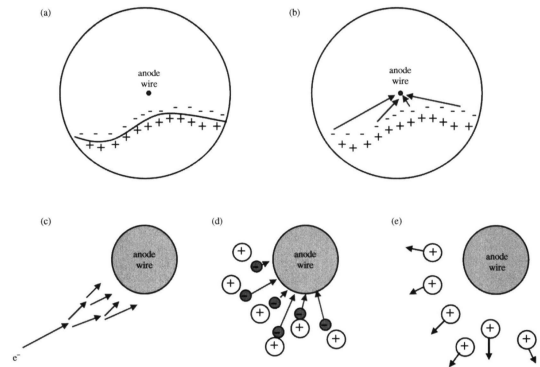 (a)
(b)
anode
wire
anode
wire
(c)
(d)
(e)
anode
wire
anode
wire
anode
wire
e⁻